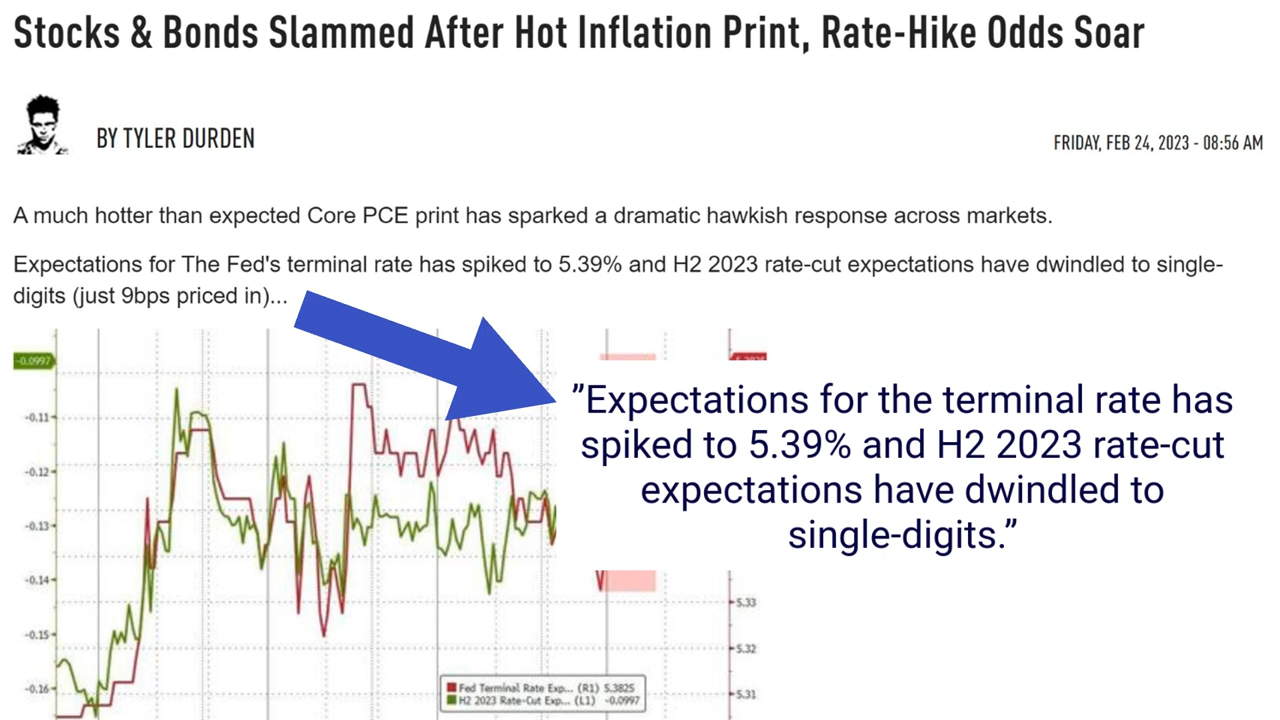 Stocks & Bonds Slammed After Hot Inflation Print, Rate-Hike Odds Soar
BY TYLER DURDEN
FRIDAY, FEB 24, 2023 - 08:56 AM
A much hotter than expected Core PCE print has sparked a dramatic hawkish response across markets.
Expectations for The Fed's terminal rate has spiked to 5.39% and H2 2023 rate-cut expectations have dwindled to single-
digits (just 9bps priced in)...
-0.0997
-0.11
-0.12
-0.13
-0.14
-0.15
-0.16
”Expectations for the terminal rate has
spiked to 5.39% and H2 2023 rate-cut
expectations have dwindled to
single-digits.”
5.33
5.32
5.31
Fed Terminal Rate Exp... (R1) 5.3825
H2 2023 Rate-Cut Exp... (L1) -0.0997